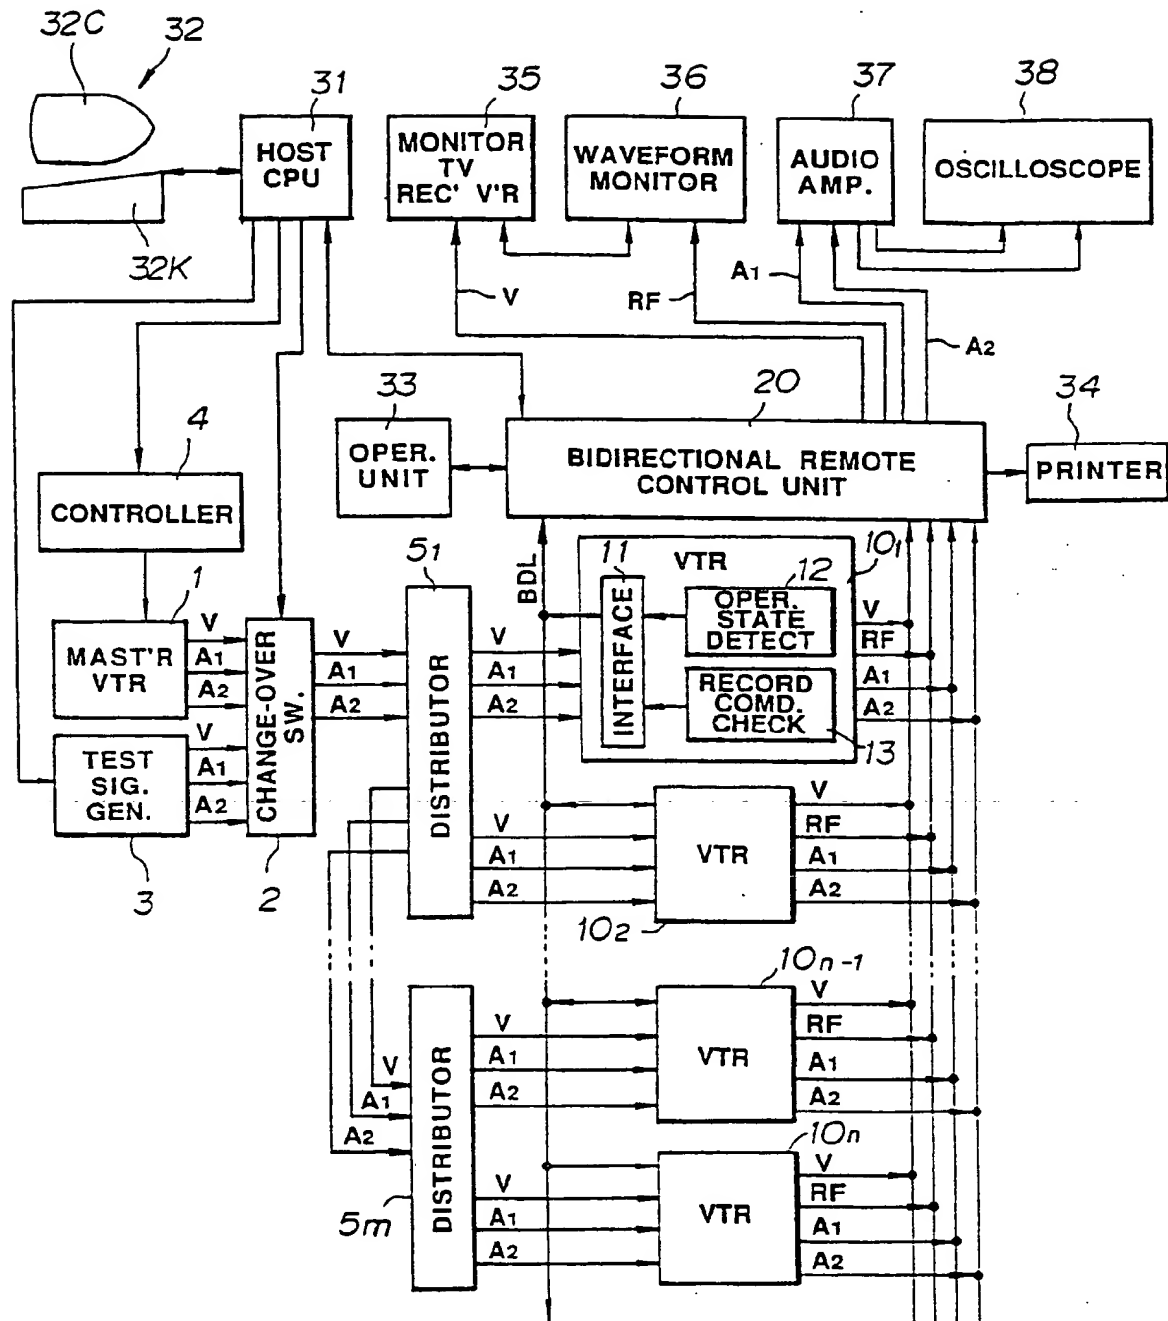 32C
32
31
35
36
37
38
HOST
CPU
MONITOR
TV
REC' V'R
WAVEFORM
MONITOR
AUDIO
AMP.
OSCILLOSCOPE
32K
V
RF
A1
A2
33
20
34
4
OPER.
UNIT
BIDIRECTIONAL REMOTE
CONTROL UNIT
PRINTER
CONTROLLER
1
51
BDL
11
VTR
12
101
MAST'R
VTR
V
A1
A2
CHANGE-OVER
SW.
V
A1
A2
DISTRIBUTOR
V
A1
A2
INTERFACE
OPER.
STATE
DETECT
RECORD
COMD.
CHECK
13
V
RF
A1
A2
TEST
SIG.
GEN.
V
A1
A2
3
2
V
A1
A2
VTR
102
V
RF
A1
A2
V
A1
A2
DISTRIBUTOR
5m
V
A1
A2
VTR
10n-1
V
RF
A1
A2
V
A1
A2
VTR
10n
V
RF
A1
A2